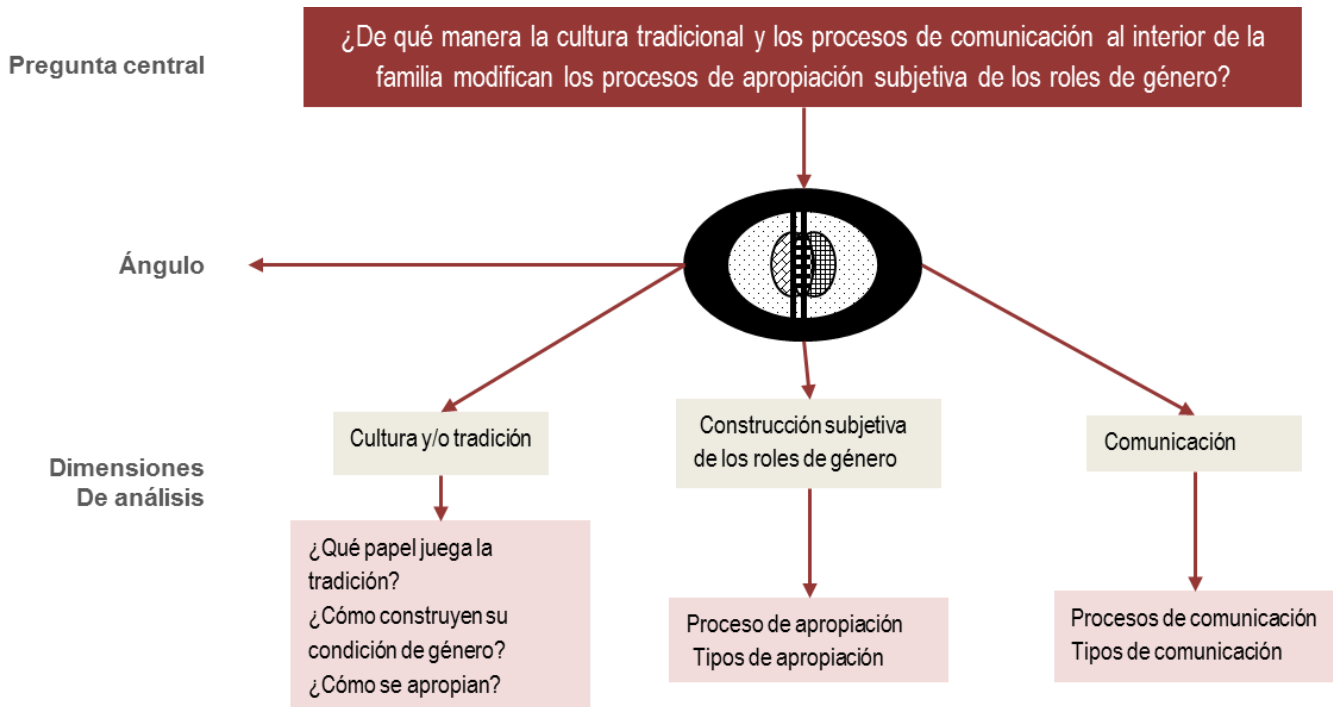 Pregunta central
¿De qué manera la cultura tradicional y los procesos de comunicación al interior de la
familia modifican los procesos de apropiación subjetiva de los roles de género?
Ángulo
Dimensiones
De análisis
Cultura y/o tradición
Construcción subjetiva
de los roles de género
Comunicación
¿Qué papel juega la
tradición?
¿Cómo construyen su
condición de género?
¿Cómo se apropian?
Proceso de apropiación
Tipos de apropiación
Procesos de comunicación
Tipos de comunicación